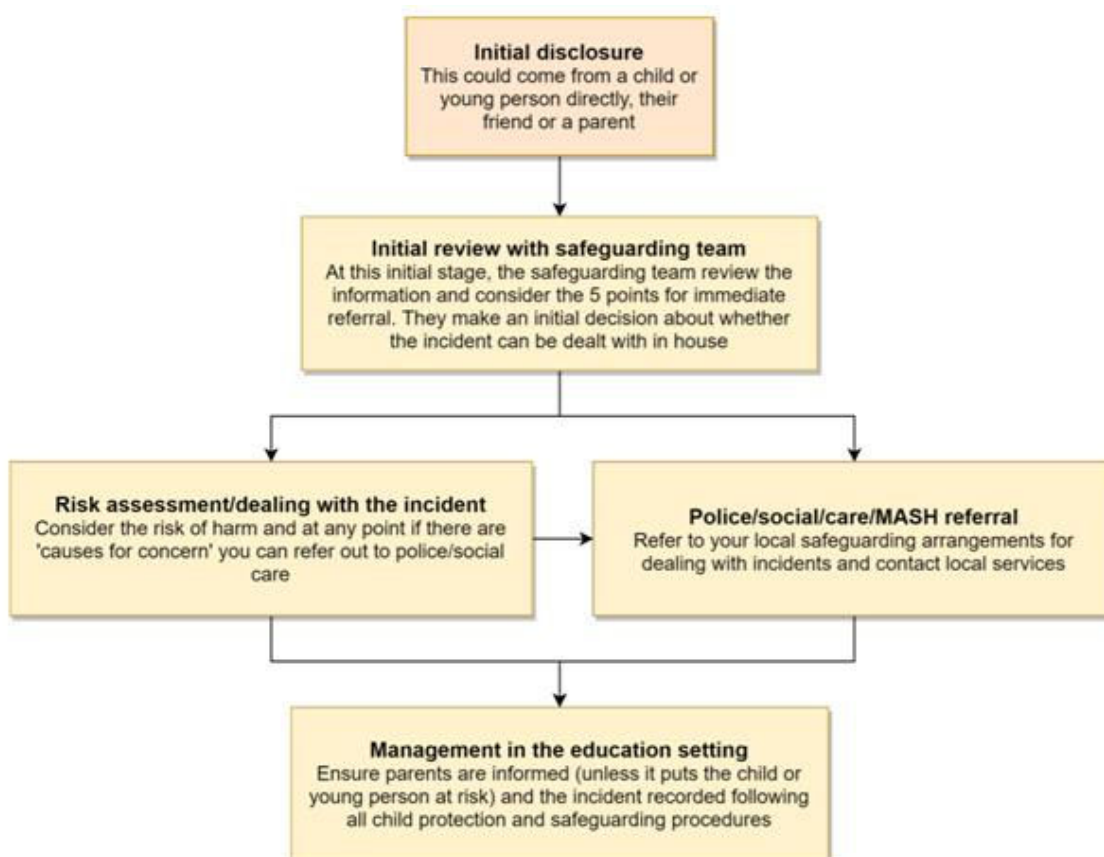 Initial disclosure
This could come from a child or
young person directly, their
friend or a parent
Initial review with safeguarding team
At this initial stage, the safeguarding team review the
information and consider the 5 points for immediate
referral. They make an initial decision about whether
the incident can be dealt with in house
Risk assessment/dealing with the incident
Consider the risk of harm and at any point if there are
'causes for concern' you can refer out to police/social
care
Police/social/care/MASH referral
Refer to your local safeguarding arrangements for
dealing with incidents and contact local services
Management in the education setting
Ensure parents are informed (unless it puts the child or
young person at risk) and the incident recorded following
all child protection and safeguarding procedures